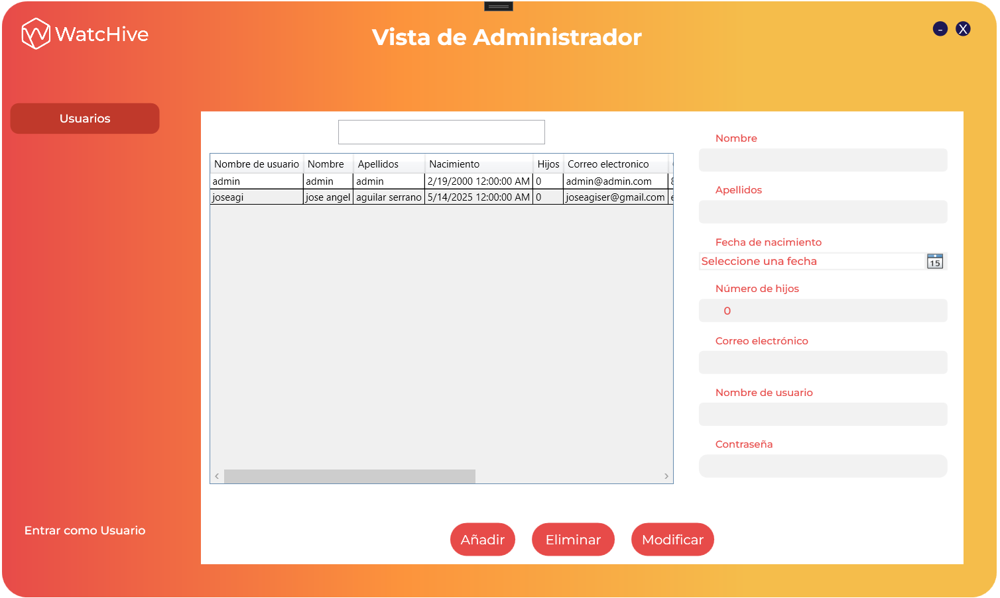 WatcHive
Vista de Administrador
- X
Usuarios
Nombre de usuario Nombre Apellidos Nacimiento Hijos Correo electronico
admin admin admin 2/19/2000 12:00:00 AM 0 admin@admin.com
joseagi jose angel aguilar serrano 5/14/2025 12:00:00 AM 0 joseagiser@gmail.com
Nombre
Apellidos
Fecha de nacimiento
Seleccione una fecha 15
Número de hijos
0
Correo electrónico
Nombre de usuario
Contraseña
Entrar como Usuario
Añadir Eliminar Modificar